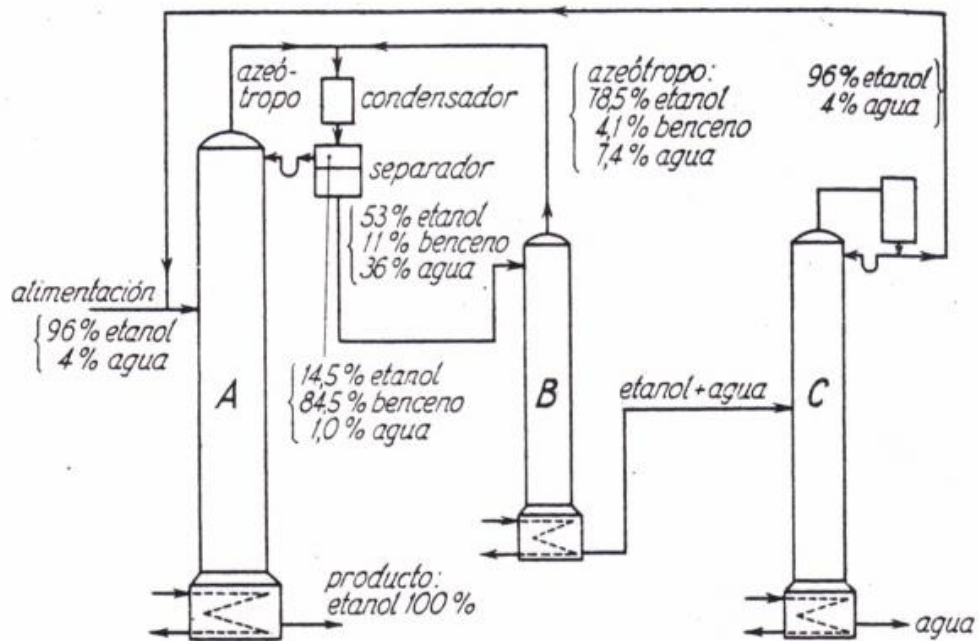 azeó-
tropo
condensador
separador
azeótropo:
78,5% etanol
4,1% benceno
7,4% agua
96% etanol
4% agua
53% etanol
11% benceno
36% agua
alimentación
96% etanol
4% agua
14,5% etanol
84,5% benceno
1,0% agua
A
B
C
etanol+agua
producto:
etanol 100%
agua